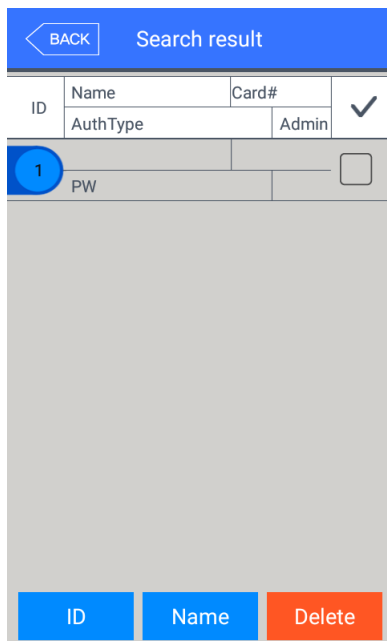 BACK Search result
ID Name Card#
AuthType Admin
1
PW
ID Name Delete